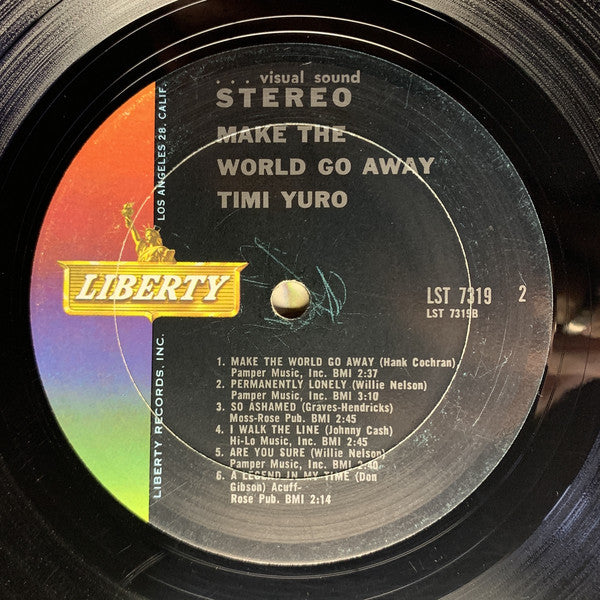 . . . visual sound
STEREO
MAKE THE
WORLD GO AWAY
TIMI YURO
LOS ANGELES 28, CALIF.
LIBERTY
LIBERTY RECORDS, INC.
LST 7319 2
LST 7319B
1. MAKE THE WORLD GO AWAY (Hank Cochran)
Pamper Music, Inc. BMI 2:37
2. PERMANENTLY LONELY (Willie Nelson)
Pamper Music, Inc. BMI 3:10
3. SO ASHAMED (Graves-Hendricks)
Moss-Rose Pub. BMI 2:45
4. I WALK THE LINE (Johnny Cash)
Hi-Lo Music, Inc. BMI 2:45
5. ARE YOU SURE (Willie Nelson)
Pamper Music, Inc. BMI 2:40
6. A LEGEND IN MY TIME (Don
Gibson) Acuff-
Rose Pub. BMI 2:14